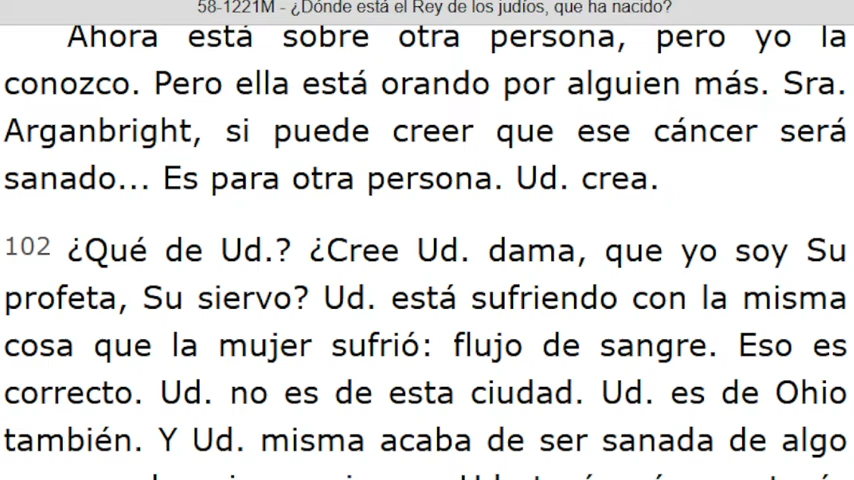 58-1221M - ¿Dónde está el Rey de los judíos, que ha nacido?
Ahora está sobre otra persona, pero yo la
conozco. Pero ella está orando por alguien más. Sra.
Arganbright, si puede creer que ese cáncer será
sanado... Es para otra persona. Ud. crea.
102 ¿Qué de Ud.? ¿Cree Ud. dama, que yo soy Su
profeta, Su siervo? Ud. está sufriendo con la misma
cosa que la mujer sufrió: flujo de sangre. Eso es
correcto. Ud. no es de esta ciudad. Ud. es de Ohio
también. Y Ud. misma acaba de ser sanada de algo